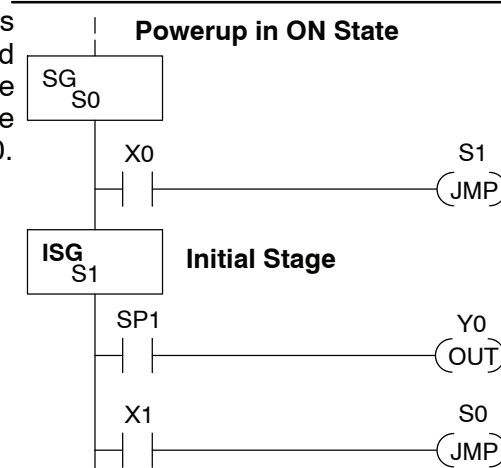 s
Powerup in ON State
d
e
e
SG
S0
X0
S1
JMP
ISG
S1
Initial Stage
SP1
Y0
OUT
X1
S0
JMP